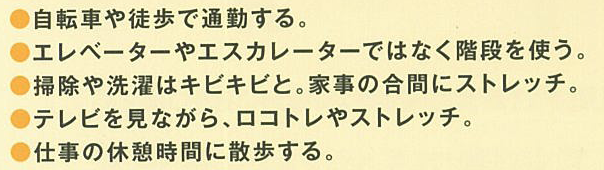 ●自転車や徒歩で通勤する。
●エレベーターやエスカレーターではなく階段を使う。
●掃除や洗濯はキビキビと。家事の合間にストレッチ。
●テレビを見ながら、ロコトレやストレッチ。
●仕事の休憩時間に散歩する。